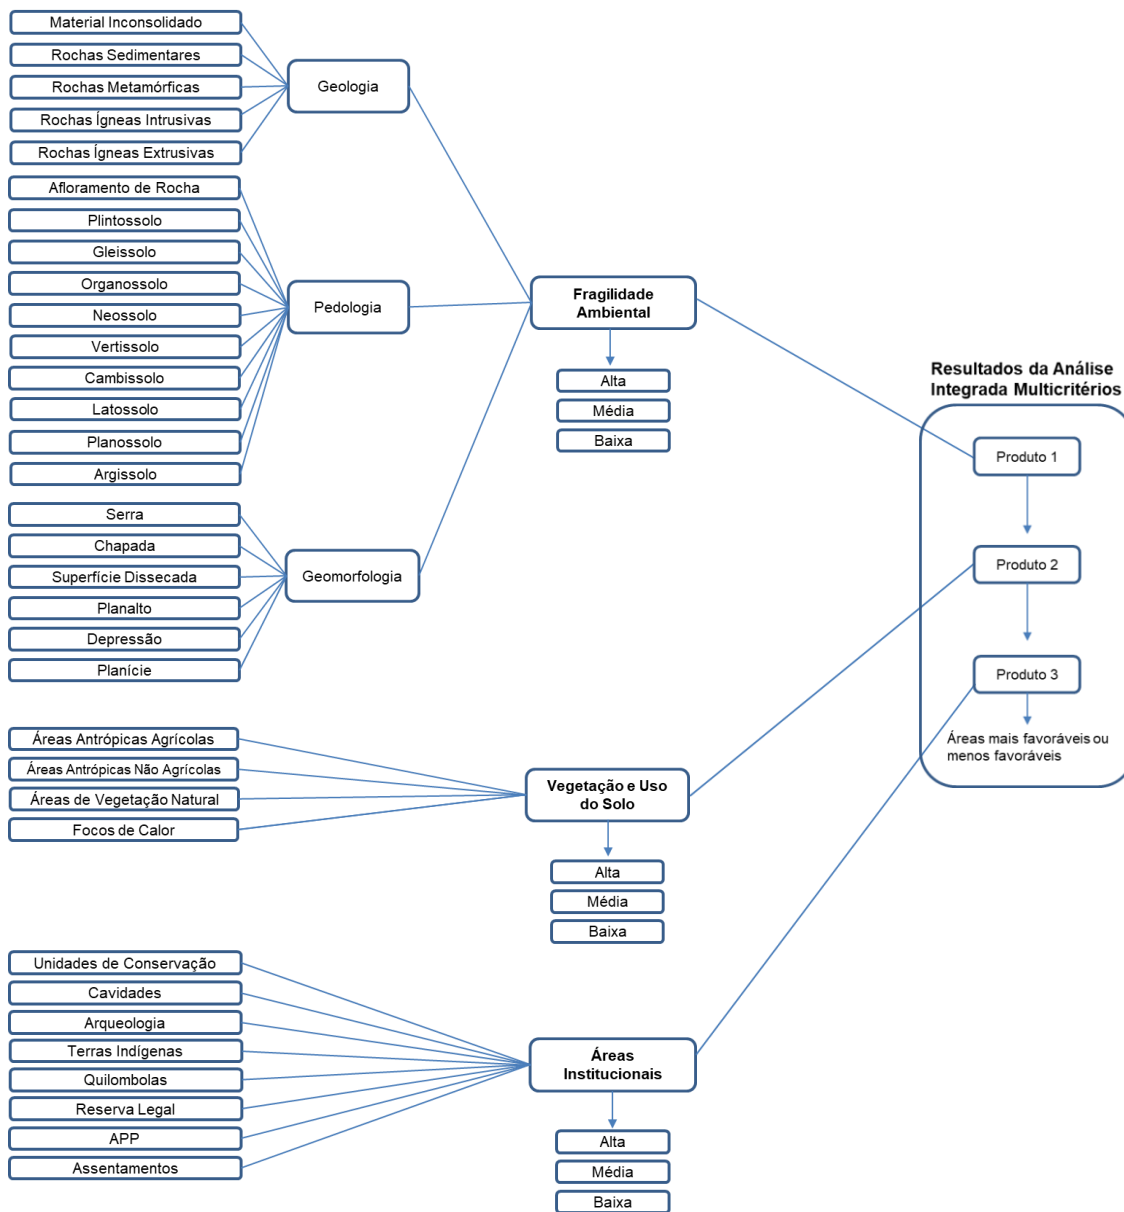 Material Inconsolidado
Rochas Sedimentares
Rochas Metamórficas
Rochas Ígneas Intrusivas
Rochas Ígneas Extrusivas
Geologia
Afloramento de Rocha
Plintossolo
Gleissolo
Organossolo
Neossolo
Vertissolo
Cambissolo
Latossolo
Planossolo
Argissolo
Pedologia
Serra
Chapada
Superfície Dissecada
Planalto
Depressão
Planície
Geomorfologia
Fragilidade
Ambiental
Alta
Média
Baixa
Áreas Antrópicas Agrícolas
Áreas Antrópicas Não Agrícolas
Áreas de Vegetação Natural
Focos de Calor
Vegetação e Uso
do Solo
Alta
Média
Baixa
Unidades de Conservação
Cavidades
Arqueologia
Terras Indígenas
Quilombolas
Reserva Legal
APP
Assentamentos
Áreas
Institucionais
Alta
Média
Baixa
Resultados da Análise
Integrada Multicritérios
Produto 1
Produto 2
Produto 3
Áreas mais favoráveis ou
menos favoráveis